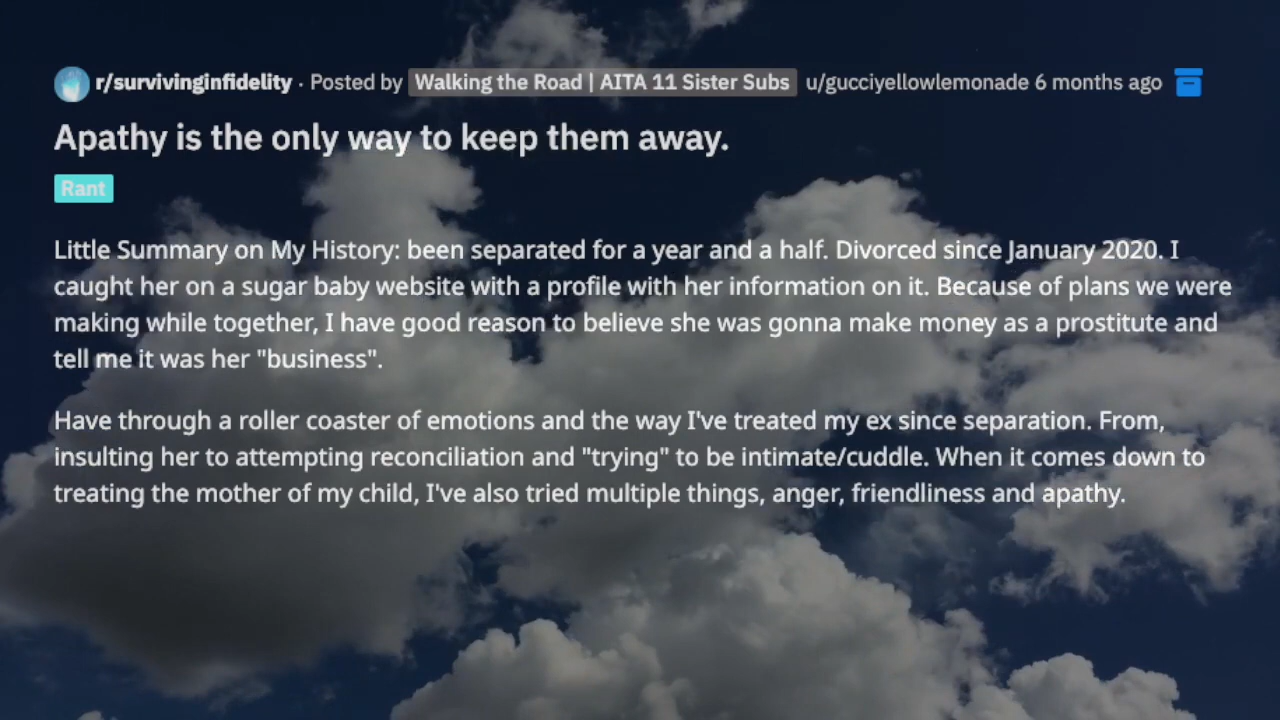 r/survivinginfidelity · Posted by Walking the Road | AITA 11 Sister Subs u/gucciyellowlemonade 6 months ago
Apathy is the only way to keep them away.
Rant
Little Summary on My History: been separated for a year and a half. Divorced since January 2020. I
caught her on a sugar baby website with a profile with her information on it. Because of plans we were
making while together, I have good reason to believe she was gonna make money as a prostitute and
tell me it was her "business".
Have through a roller coaster of emotions and the way I've treated my ex since separation. From,
insulting her to attempting reconciliation and "trying" to be intimate/cuddle. When it comes down to
treating the mother of my child, I've also tried multiple things, anger, friendliness and apathy.